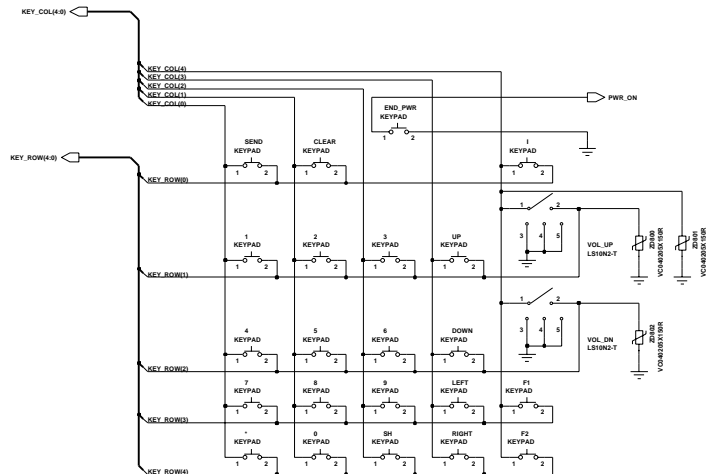 KEY_COL(4:0)
KEY_COL(4)
KEY_COL(3)
KEY_COL(2)
KEY_COL(1)
KEY_COL(0)
END_PWR
KEYPAD
1 2
PWR_ON
KEY_ROW(4:0)
SEND CLEAR I
KEYPAD KEYPAD KEYPAD
1 2 1 2 1 2
KEY_ROW(0)
1 2
3 4 5
VOL_UP
LS10N2-T
ZD800
VC040205X150R
ZD801
VC040205X150R
1 2 3 UP
KEYPAD KEYPAD KEYPAD KEYPAD
1 2 1 2 1 2 1 2
KEY_ROW(1)
1 2
3 4 5
VOL_DN
LS10N2-T
ZD802
VC040205X150R
4 5 6 DOWN
KEYPAD KEYPAD KEYPAD KEYPAD
1 2 1 2 1 2 1 2
KEY_ROW(2)
7 8 9 LEFT F1
KEYPAD KEYPAD KEYPAD KEYPAD KEYPAD
1 2 1 2 1 2 1 2 1 2
KEY_ROW(3)
* 0 SH RIGHT F2
KEYPAD KEYPAD KEYPAD KEYPAD KEYPAD
1 2 1 2 1 2 1 2 1 2
KEY_ROW(4)